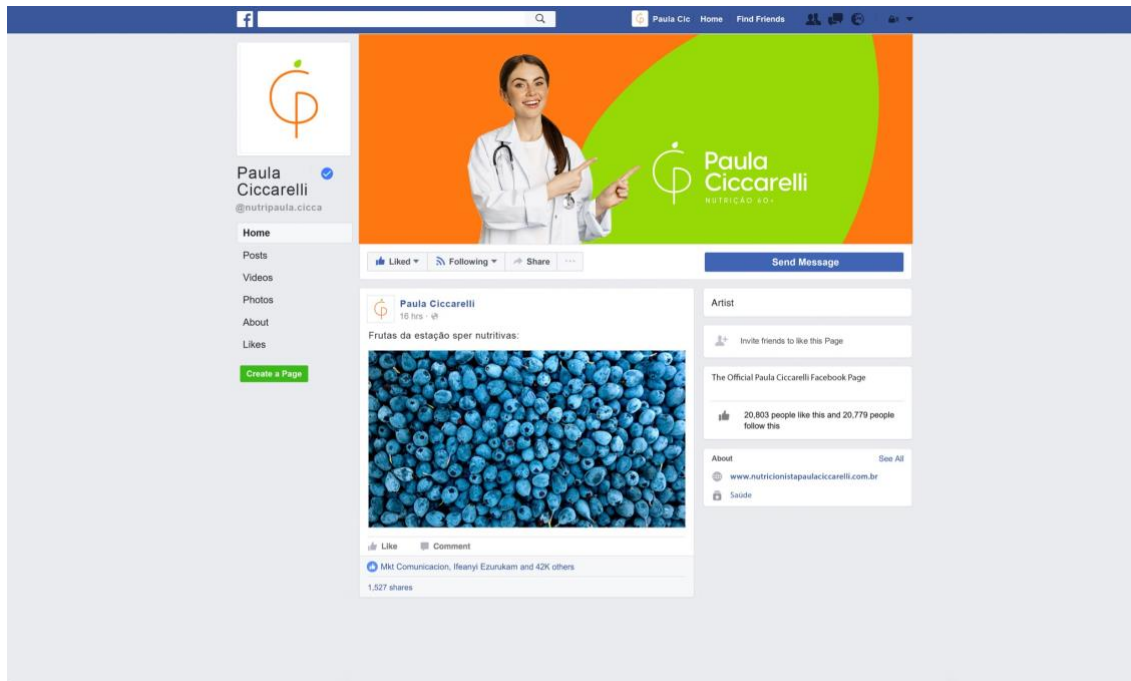 Paula Cic Home Find Friends
Paula
Ciccarelli
NUTRIÇÃO 60+
Paula
Ciccarelli
@nutripaula.cicca
Home
Posts
Videos
Photos
About
Likes
Create a Page
Liked Following Share
Send Message
Paula Ciccarelli
16 hrs
Frutas da estação sper nutritivas:
Like Comment
Mkt Comunicacion, Ifeanyi Ezurukam and 42K others
1,527 shares
Artist
Invite friends to like this Page
The Official Paula Ciccarelli Facebook Page
20,803 people like this and 20,779 people
follow this
About See All
www.nutricionistapaulaciccarelli.com.br
Saúde